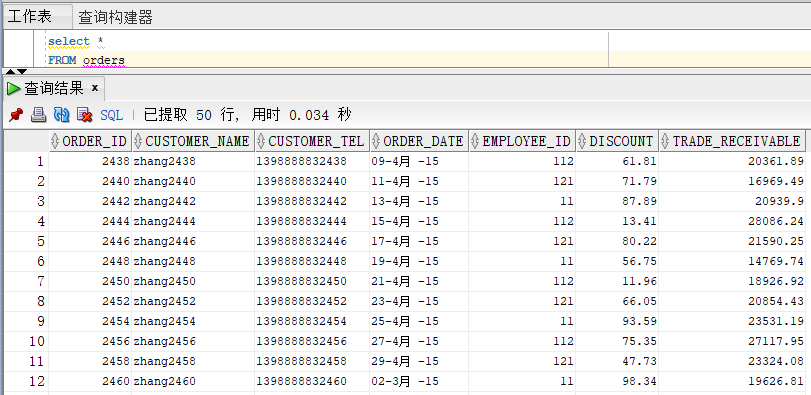 工作表 查询构建器
select *
FROM orders
查询结果 x
SQL | 已提取 50 行, 用时 0.034 秒
ORDER_ID CUSTOMER_NAME CUSTOMER_TEL ORDER_DATE EMPLOYEE_ID DISCOUNT TRADE_RECEIVABLE
1 2438 zhang2438 1398888832438 09-4月 -15 112 61.81 20361.89
2 2440 zhang2440 1398888832440 11-4月 -15 121 71.79 16969.49
3 2442 zhang2442 1398888832442 13-4月 -15 11 87.89 20939.9
4 2444 zhang2444 1398888832444 15-4月 -15 112 13.41 28086.24
5 2446 zhang2446 1398888832446 17-4月 -15 121 80.22 21590.25
6 2448 zhang2448 1398888832448 19-4月 -15 11 56.75 14769.74
7 2450 zhang2450 1398888832450 21-4月 -15 112 11.96 18926.92
8 2452 zhang2452 1398888832452 23-4月 -15 121 66.05 20854.43
9 2454 zhang2454 1398888832454 25-4月 -15 11 93.59 23531.19
10 2456 zhang2456 1398888832456 27-4月 -15 112 75.35 27117.95
11 2458 zhang2458 1398888832458 29-4月 -15 121 47.73 23324.08
12 2460 zhang2460 1398888832460 02-3月 -15 11 98.34 19626.81